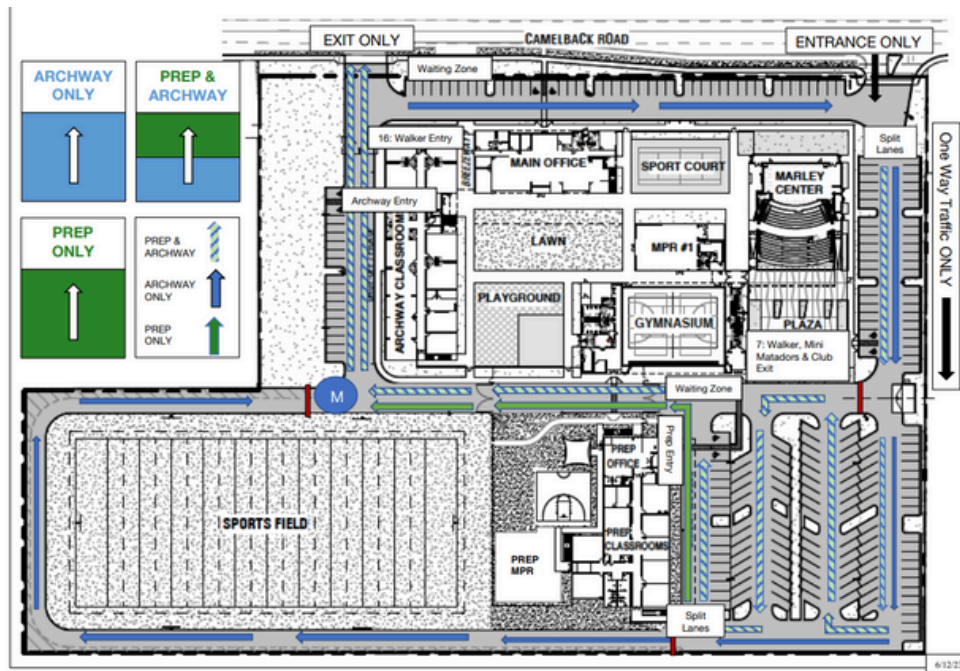 EXIT ONLY
CAMELBACK ROAD
ENTRANCE ONLY
Waiting Zone
ARCHWAY
ONLY
PREP &
ARCHWAY
16: Walker Entry
BREEZEWAY
MAIN OFFICE
SPORT COURT
MARLEY
CENTER
Split
Lanes
One Way Traffic ONLY
Archway Entry
PREP
ONLY
PREP &
ARCHWAY
ARCHWAY
ONLY
PREP
ONLY
ARCHWAY CLASSROOMS
LAWN
MPR #1
PLAYGROUND
GYMNASIUM
PLAZA
7: Walker, Mini
Matadors & Club
Exit
M
Waiting Zone
Prep Entry
PREP
OFFICE
SPORTS FIELD
PREP
CLASSROOMS
PREP
MPR
Split
Lanes